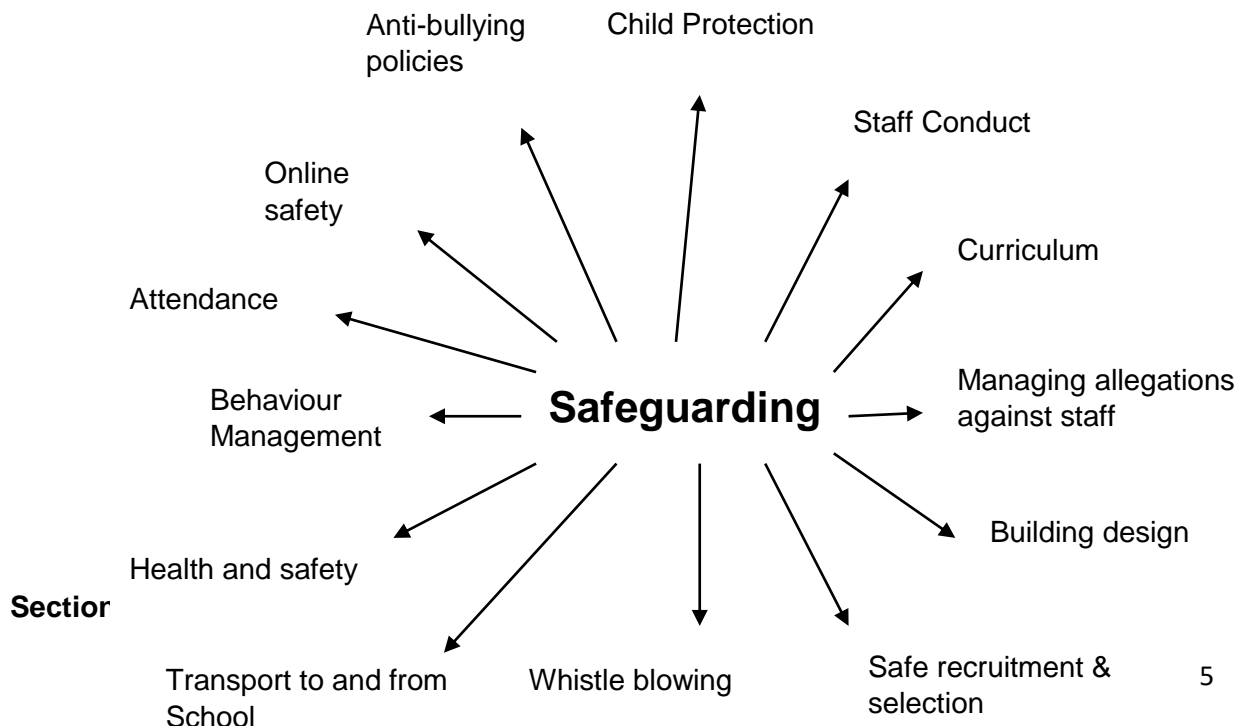 Anti-bullying
policies
Child Protection
Staff Conduct
Online
safety
Curriculum
Attendance
Managing allegations
against staff
Behaviour
Management
Safeguarding
Building design
Health and safety
Section
Transport to and from
School
Whistle blowing
Safe recruitment &
selection
5